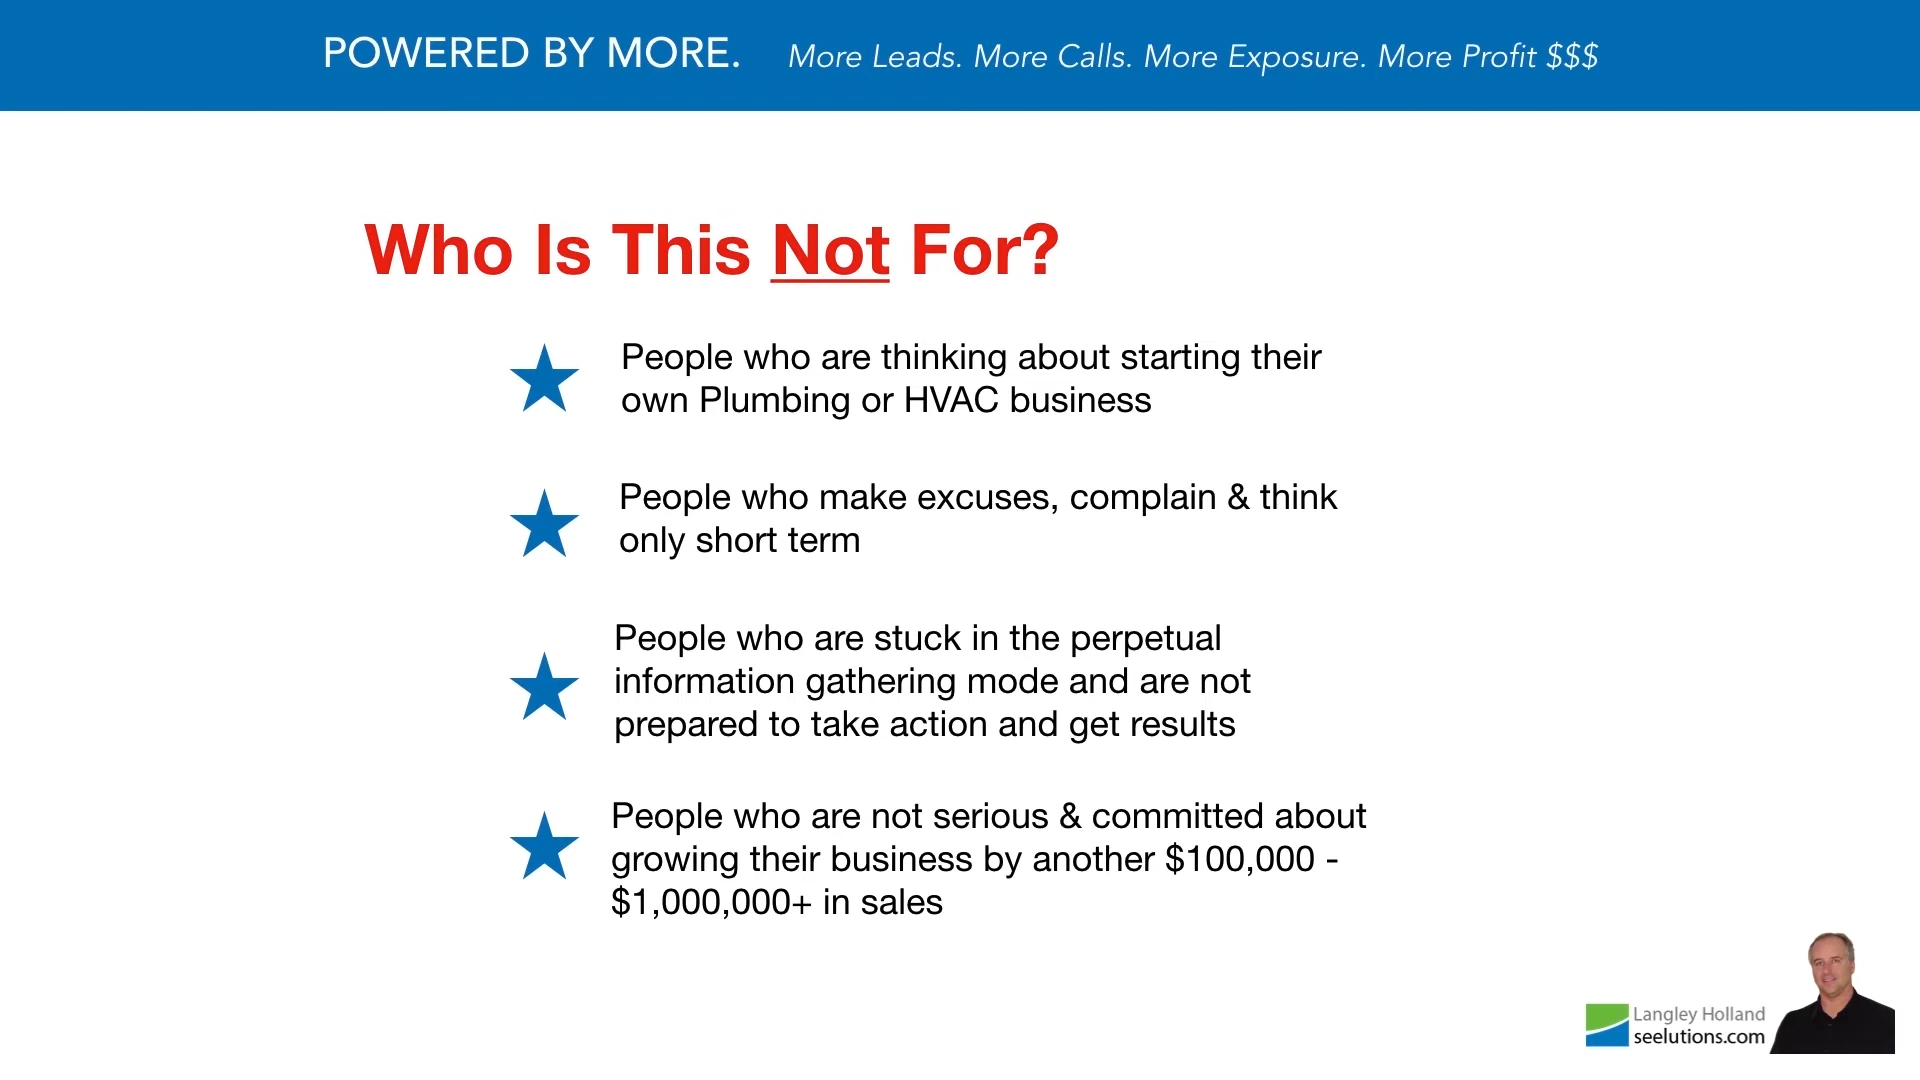 POWERED BY MORE. More Leads. More Calls. More Exposure. More Profit $$$
Who Is This Not For?
People who are thinking about starting their
own Plumbing or HVAC business
People who make excuses, complain & think
only short term
People who are stuck in the perpetual
information gathering mode and are not
prepared to take action and get results
People who are not serious & committed about
growing their business by another $100,000 -
$1,000,000+ in sales
Langley Holland
seelutions.com